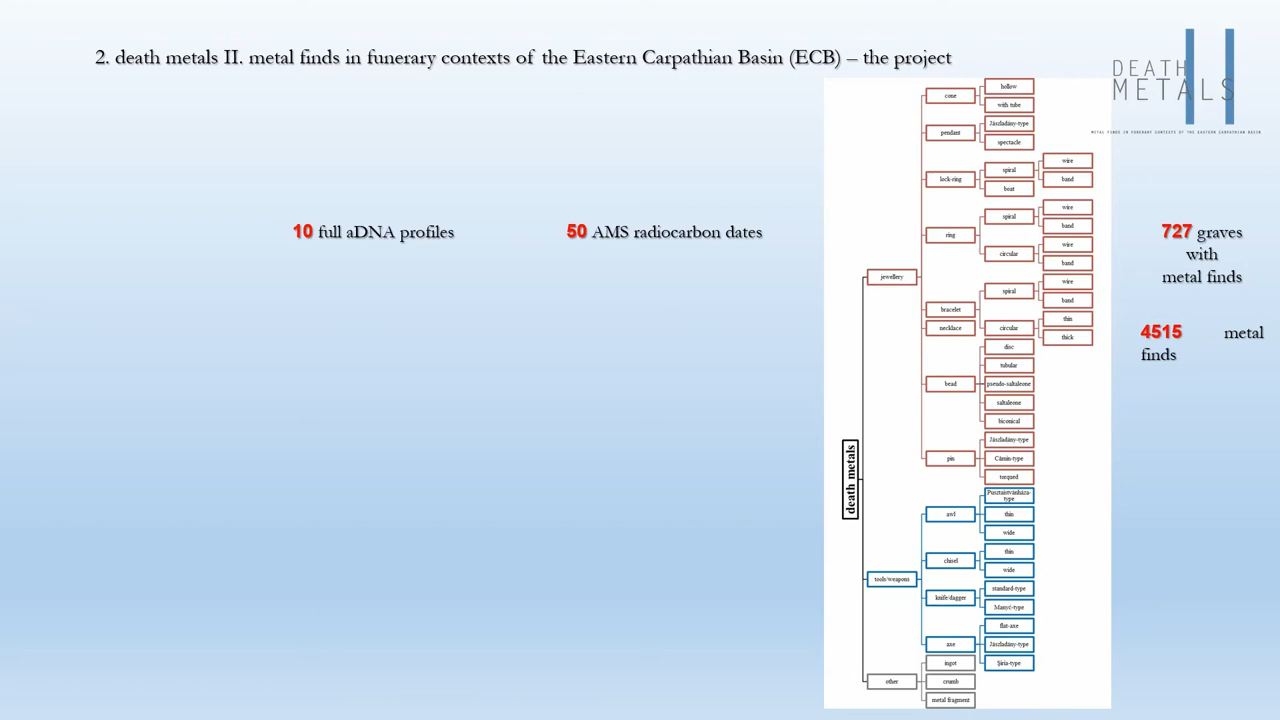 2. death metals II. metal finds in funerary contexts of the Eastern Carpathian Basin (ECB) – the project
DEATH
METALS
METAL FINDS IN FUNERARY CONTEXTS OF THE EASTERN CARPATHIAN BASIN
10 full aDNA profiles
50 AMS radiocarbon dates
727 graves
with
metal finds
4515 metal
finds
death metals
jewellery
cone
hollow
with tube
pendant
Jászladány-type
spectacle
lock-ring
spiral
wire
band
boat
ring
spiral
wire
band
circular
wire
band
bracelet
spiral
wire
band
circular
thin
thick
necklace
bead
disc
tubular
pseudo-saltaleone
saltaleone
biconical
pin
Jászladány-type
Cămin-type
torqued
tools/weapons
awl
Pusztaistvánháza-
type
thin
wide
chisel
thin
wide
knife/dagger
standard-type
Manyč-type
axe
flat-axe
Jászladány-type
Şiria-type
other
ingot
crumb
metal fragment